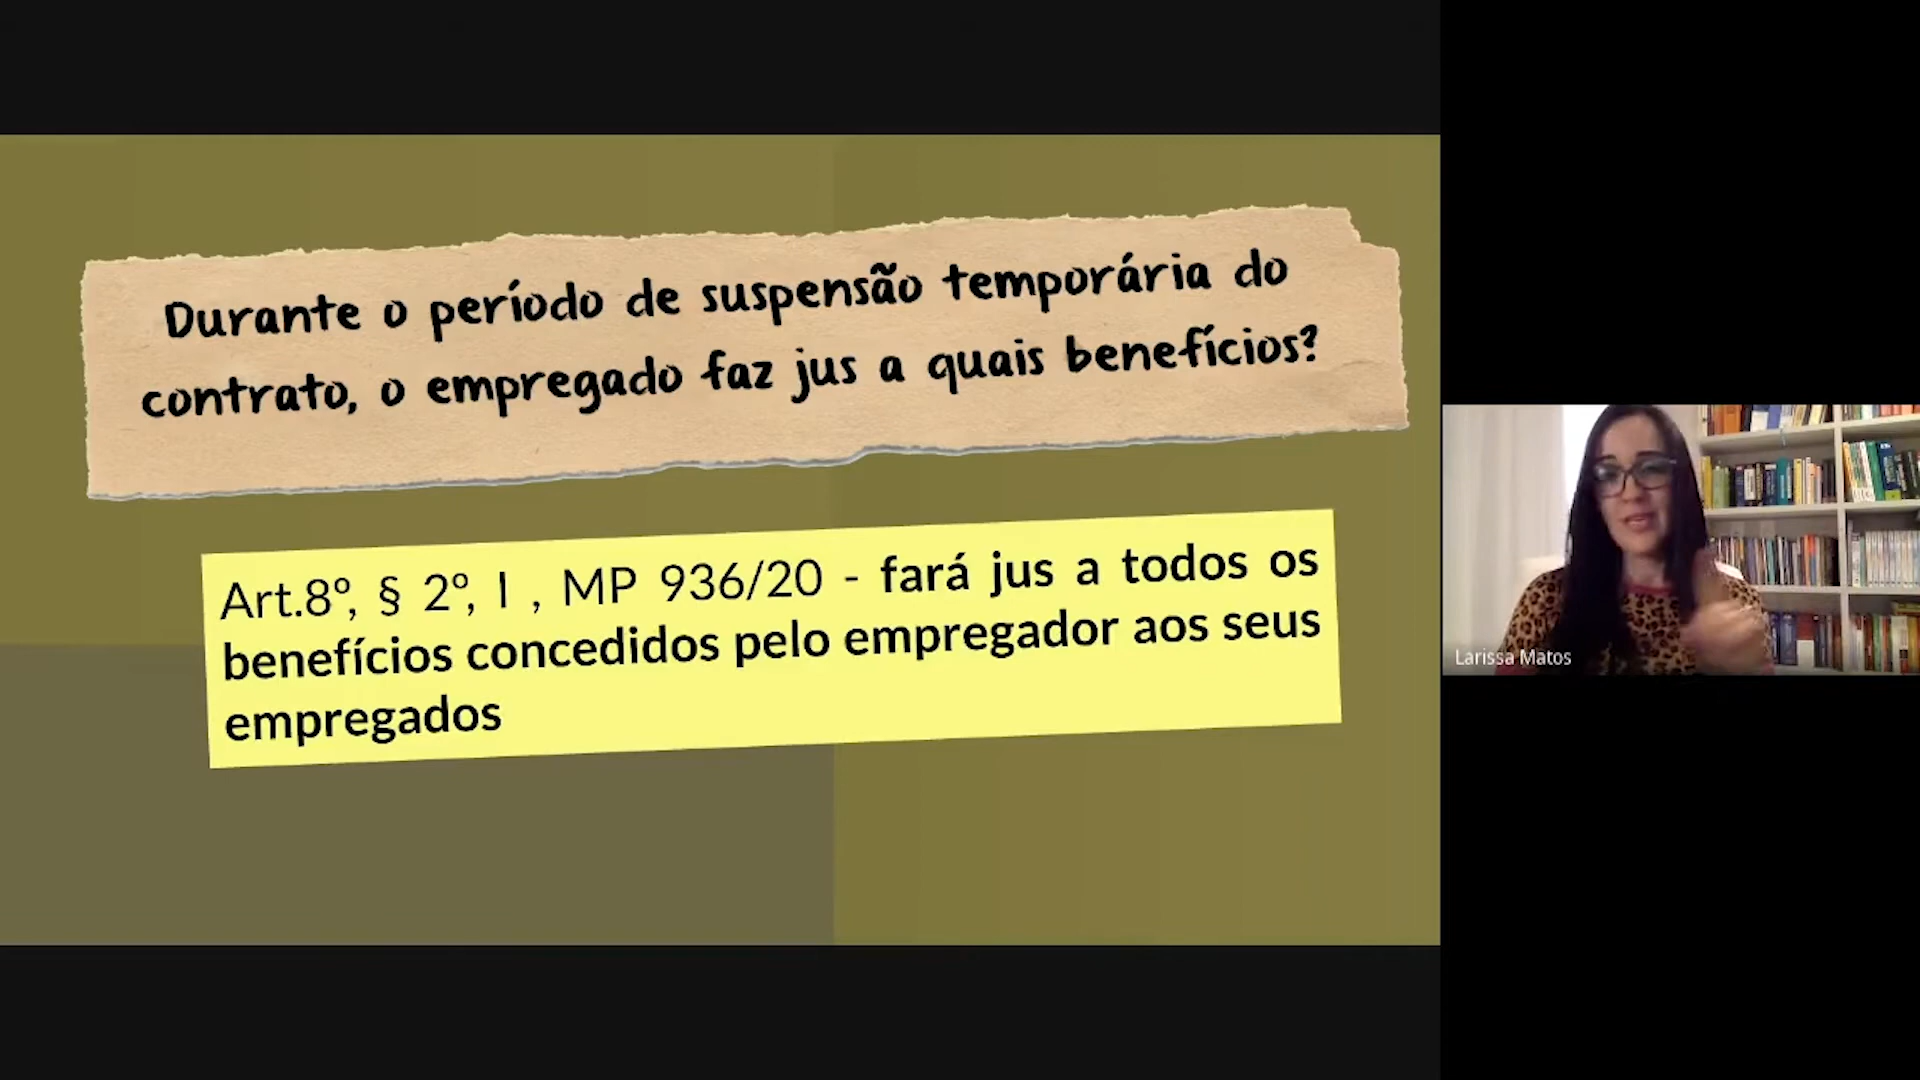 Durante o período de suspensão temporária do
contrato, o empregado faz jus a quais benefícios?
Art.8º, § 2º, I , MP 936/20 - fará jus a todos os
benefícios concedidos pelo empregador aos seus
empregados
Larissa Matos